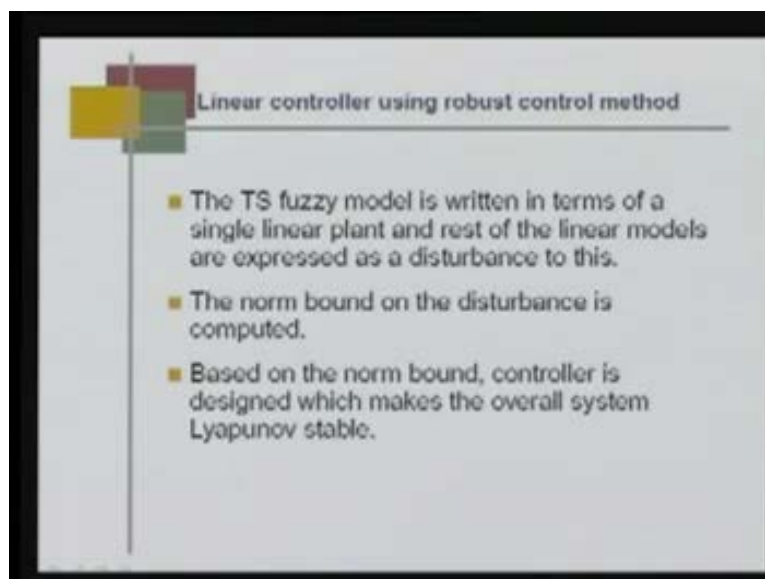 Linear controller using robust control method
The TS fuzzy model is written in terms of a
single linear plant and rest of the linear models
are expressed as a disturbance to this.
The norm bound on the disturbance is
computed.
Based on the norm bound, controller is
designed which makes the overall system
Lyapunov stable.